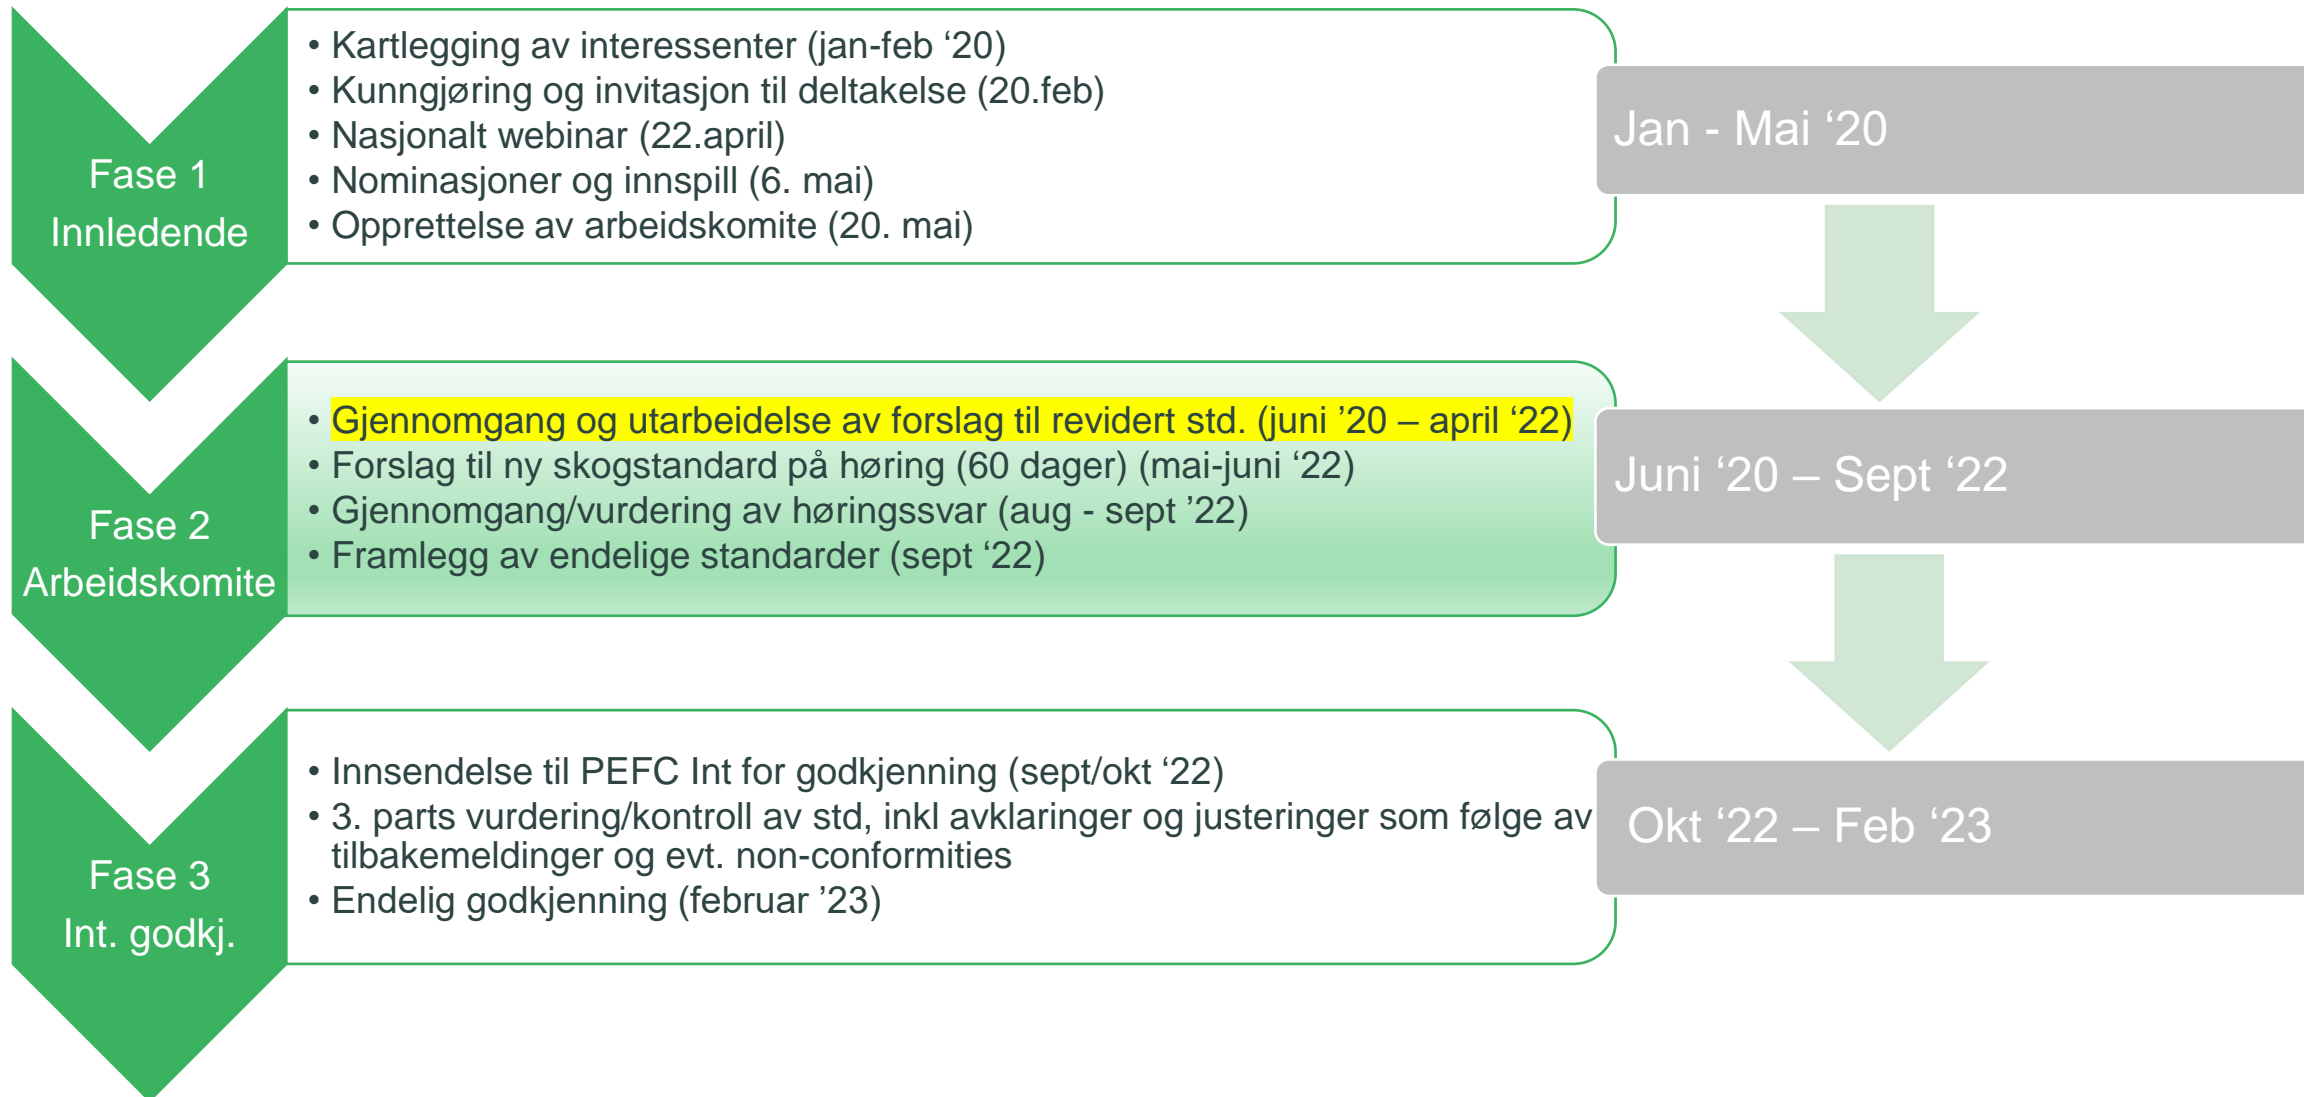 Fase 1
Innledende
• Kartlegging av interessenter (jan-feb ‘20)
• Kunngjøring og invitasjon til deltakelse (20.feb)
• Nasjonalt webinar (22.april)
• Nominasjoner og innspill (6. mai)
• Opprettelse av arbeidskomite (20. mai)
Jan - Mai ‘20
Fase 2
Arbeidskomite
• Gjennomgang og utarbeidelse av forslag til revidert std. (juni ’20 – april ‘22)
• Forslag til ny skogstandard på høring (60 dager) (mai-juni ‘22)
• Gjennomgang/vurdering av høringssvar (aug - sept ’22)
• Framlegg av endelige standarder (sept ‘22)
Juni ‘20 – Sept ‘22
Fase 3
Int. godkj.
• Innsendelse til PEFC Int for godkjenning (sept/okt ‘22)
• 3. parts vurdering/kontroll av std, inkl avklaringer og justeringer som følge av
tilbakemeldinger og evt. non-conformities
• Endelig godkjenning (februar ’23)
Okt ‘22 – Feb ‘23